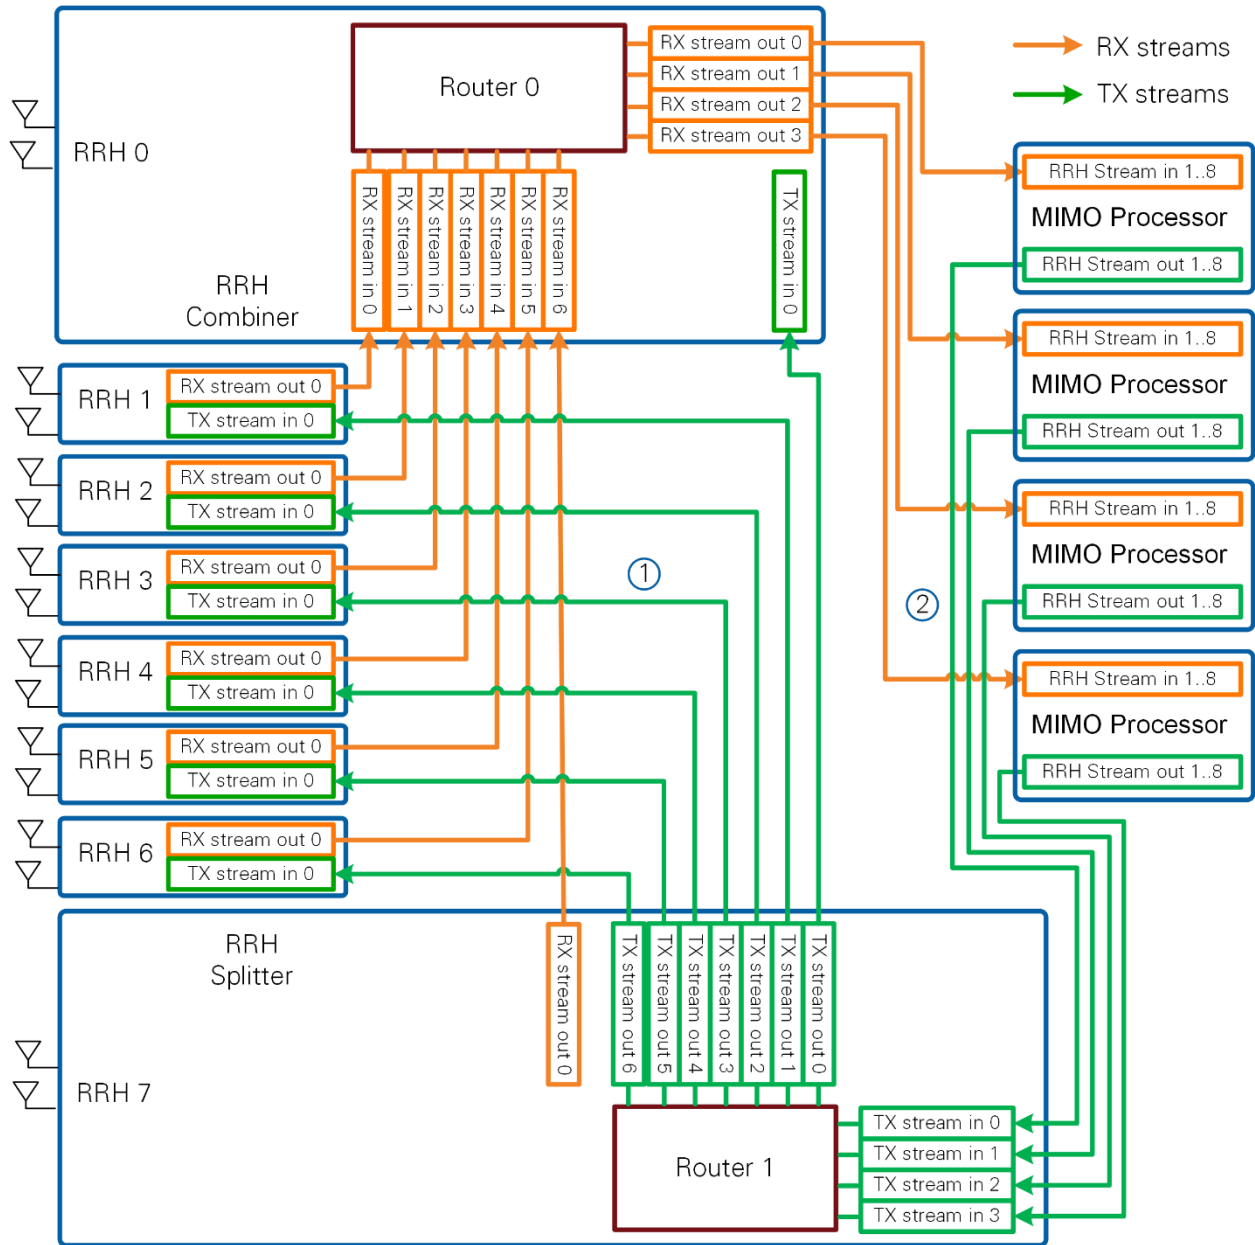 RX streams
TX streams
RRH 0
Router 0
RX stream out 0
RX stream out 1
RX stream out 2
RX stream out 3
RX stream in 0
RX stream in 1
RX stream in 2
RX stream in 3
RX stream in 4
RX stream in 5
RX stream in 6
TX stream in 0
RRH
Combiner
RRH Stream in 1..8
MIMO Processor
RRH Stream out 1..8
RRH Stream in 1..8
MIMO Processor
RRH Stream out 1..8
RRH Stream in 1..8
MIMO Processor
RRH Stream out 1..8
RRH Stream in 1..8
MIMO Processor
RRH Stream out 1..8
RRH 1
RX stream out 0
TX stream in 0
RRH 2
RX stream out 0
TX stream in 0
RRH 3
RX stream out 0
TX stream in 0
RRH 4
RX stream out 0
TX stream in 0
RRH 5
RX stream out 0
TX stream in 0
RRH 6
RX stream out 0
TX stream in 0
1
2
RRH
Splitter
RRH 7
RX stream out 0
TX stream out 6
TX stream out 5
TX stream out 4
TX stream out 3
TX stream out 2
TX stream out 1
TX stream out 0
Router 1
TX stream in 0
TX stream in 1
TX stream in 2
TX stream in 3